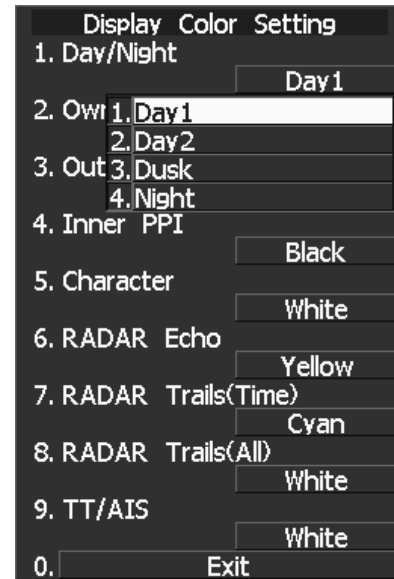 Display Color Setting
1. Day/Night
Day1
2. Own
1. Day1
2. Day2
3. Out
3. Dusk
4. Night
4. Inner PPI
Black
5. Character
White
6. RADAR Echo
Yellow
7. RADAR Trails(Time)
Cyan
8. RADAR Trails(All)
White
9. TT/AIS
White
0. Exit